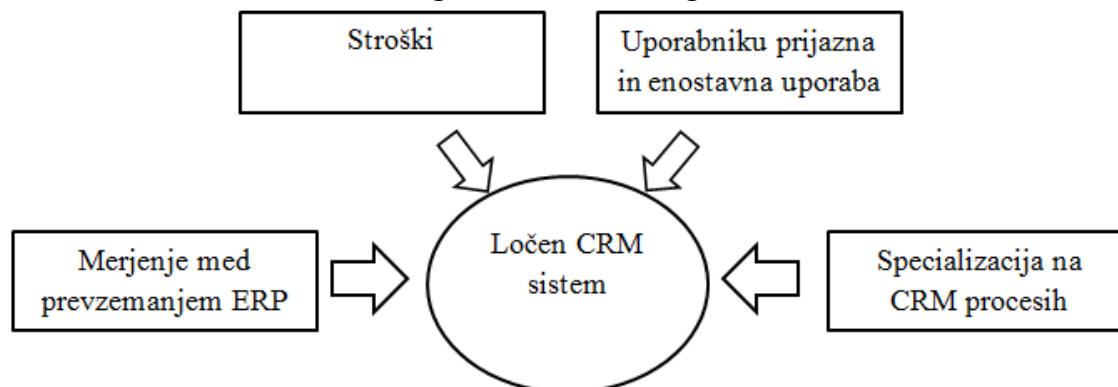 Stroški
Uporabniku prijazna
in enostavna uporaba
Ločen CRM
sistem
Merjenje med
prevzemanjem ERP
Specializacija na
CRM procesih